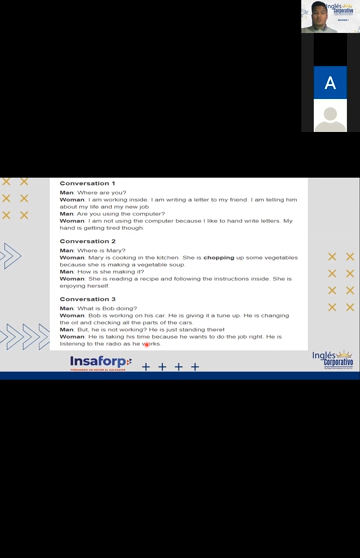 Inglés
Corporativo
A
Conversation 1
Man: Where are you?
Woman: I am working inside. I am writing a letter to my friend. I am telling him
about my life and my new job.
Man: Are you using the computer?
Woman: I am not using the computer because I like to hand write letters. My
hand is getting tired though.
Conversation 2
Man: Where is Mary?
Woman: Mary is cooking in the kitchen. She is chopping up some vegetables
because she is making a vegetable soup.
Man: How is she making it?
Woman: She is reading a recipe and following the instructions inside. She is
enjoying herself.
Conversation 3
Man: What is Bob doing?
Woman: Bob is working on his car. He is giving it a tune up. He is changing
the oil and checking all the parts of the cars.
Man: But, he is not working? He is just standing there!
Woman: He is taking his time because he wants to do the job right. He is
listening to the radio as he works.
Insaforp
Inglés
Corporativo